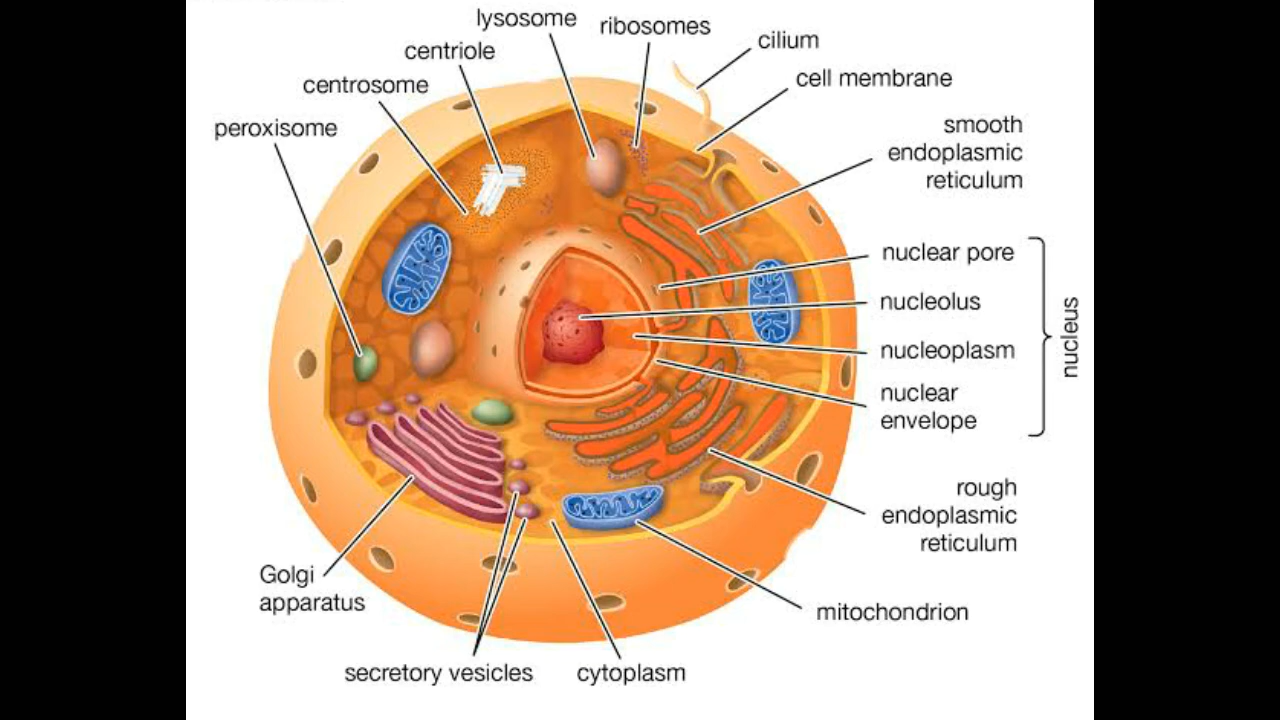 lysosome
ribosomes
centriole
cilium
centrosome
cell membrane
peroxisome
smooth
endoplasmic
reticulum
nuclear pore
nucleolus
nucleoplasm
nuclear
envelope
nucleus
rough
endoplasmic
reticulum
Golgi
apparatus
mitochondrion
secretory vesicles
cytoplasm